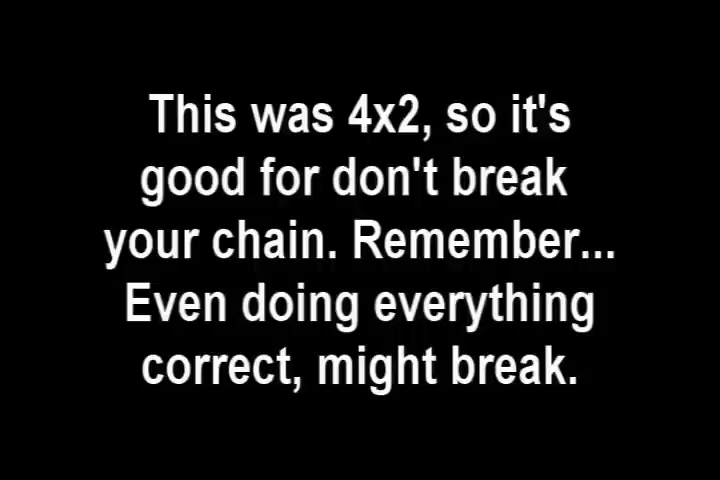 This was 4x2, so it's
good for don't break
your chain. Remember...
Even doing everything
correct, might break.